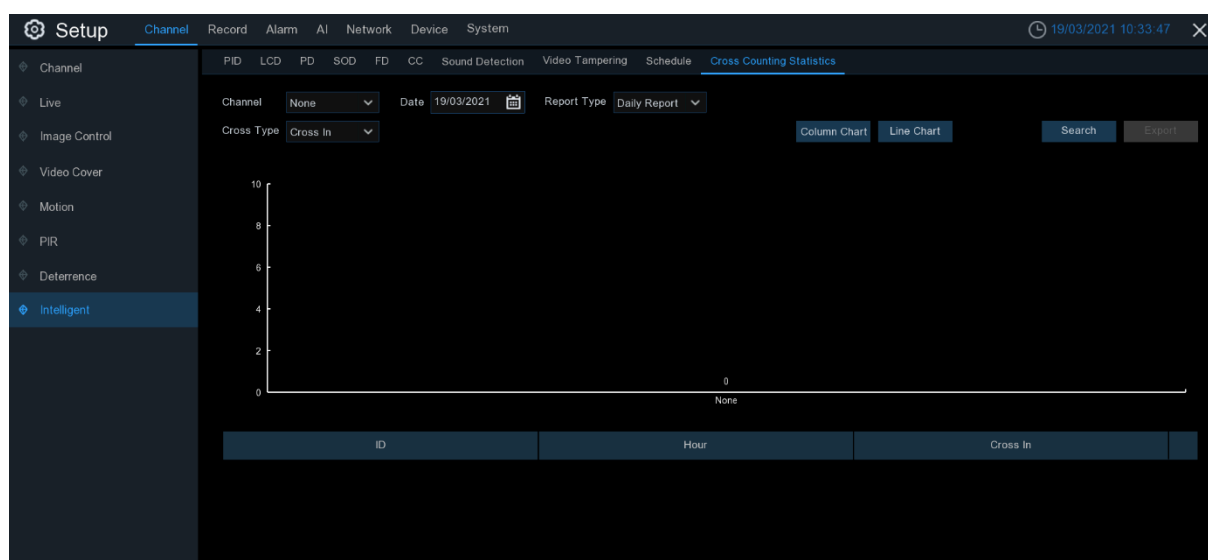 Setup Channel Record Alarm AI Network Device System 19/03/2021 10:33:47
Channel
Live
Image Control
Video Cover
Motion
PIR
Deterrence
Intelligent
PID LCD PD SOD FD CC Sound Detection Video Tampering Schedule Cross Counting Statistics
Channel None Date 19/03/2021 Report Type Daily Report
Cross Type Cross In Column Chart Line Chart Search Export
10
8
6
4
2
0
0
None
ID Hour Cross In